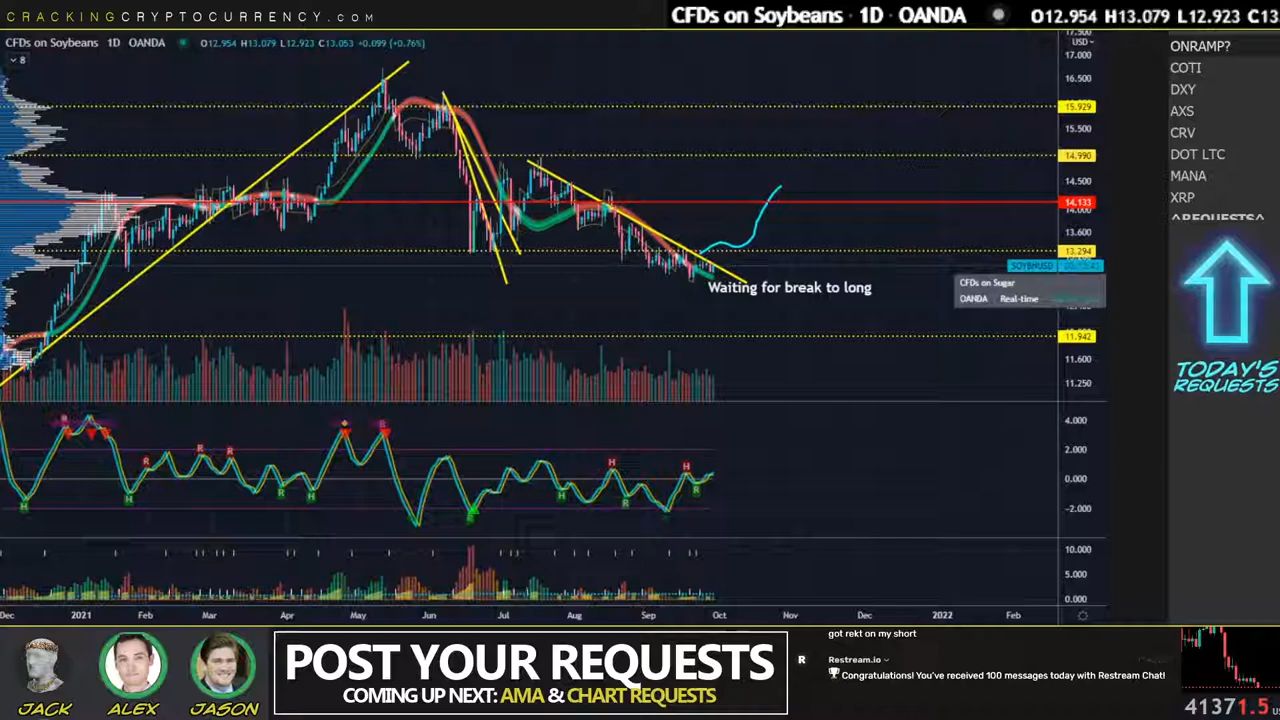 CRACKINGCRYPTOCURRENCY.com
CFDs on Soybeans · 1D · OANDA O12.954 H13.079 L12.923 C13
CFDs on Soybeans 1D OANDA O12.954 H13.079 L12.923 C13.053 +0.099 (+0.76%)
8
USD
17.000
16.500
15.929
15.500
14.990
14.500
14.133
14.000
13.600
13.294
SOYBNUSD
Waiting for break to long
CFDs on Sugar
OANDA Real-time
11.942
11.600
11.250
4.000
2.000
0.000
-2.000
10.000
5.000
0.000
Dec 2021 Feb Mar Apr May Jun Jul Aug Sep Oct Nov Dec 2022 Feb
ONRAMP?
COTI
DXY
AXS
CRV
DOT LTC
MANA
XRP
TODAY'S
REQUESTS
JACK
ALEX
JASON
POST YOUR REQUESTS
COMING UP NEXT: AMA & CHART REQUESTS
got rekt on my short
R Restream.io
Congratulations! You've received 100 messages today with Restream Chat!
41371.5